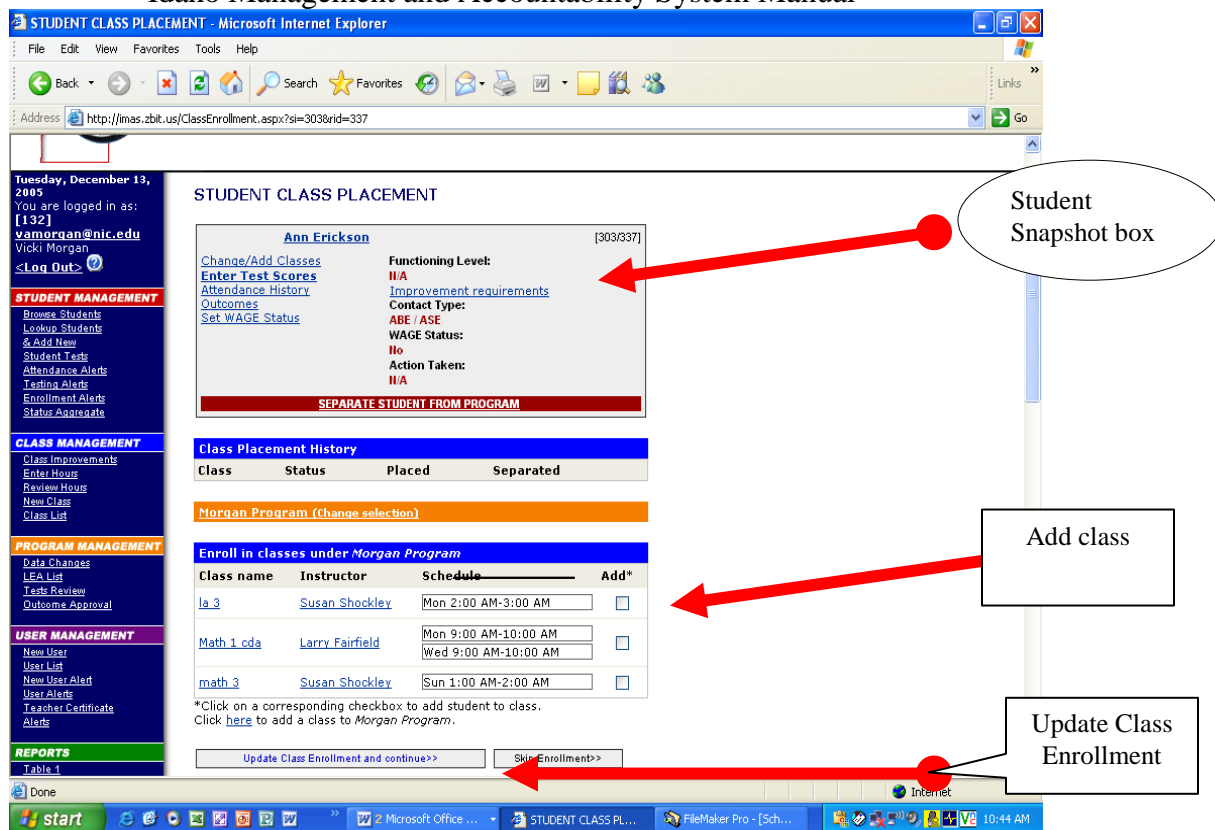 Idaho Management and Accountability System Manual
STUDENT CLASS PLACEMENT - Microsoft Internet Explorer
File Edit View Favorites Tools Help
Back Search Favorites Links
Address http://imas.zbit.us/ClassEnrollment.aspx?si=303&rid=337 Go
Tuesday, December 13,
2005
You are logged in as:
[132]
vamorgan@nic.edu
Vicki Morgan
<Log Out>
STUDENT MANAGEMENT
Browse Students
Lookup Students
& Add New
Student Tests
Attendance Alerts
Testing Alerts
Enrollment Alerts
Status Aggregate
CLASS MANAGEMENT
Class Improvements
Enter Hours
Review Hours
New Class
Class List
PROGRAM MANAGEMENT
Data Changes
LEA List
Tests Review
Outcome Approval
USER MANAGEMENT
New User
User List
New User Alert
User Alerts
Teacher Certificate
Alerts
REPORTS
Table 1
STUDENT CLASS PLACEMENT
Ann Erickson [303/337]
Change/Add Classes
Enter Test Scores
Attendance History
Outcomes
Set WAGE Status
Functioning Level:
N/A
Improvement requirements
Contact Type:
ABE / ASE
WAGE Status:
No
Action Taken:
N/A
SEPARATE STUDENT FROM PROGRAM
Class Placement History
Class Status Placed Separated
Morgan Program (Change selection)
Enroll in classes under Morgan Program
Class name Instructor Schedule Add*
la 3 Susan Shockley Mon 2:00 AM-3:00 AM
Math 1 cda Larry Fairfield Mon 9:00 AM-10:00 AM
Wed 9:00 AM-10:00 AM
math 3 Susan Shockley Sun 1:00 AM-2:00 AM
*Click on a corresponding checkbox to add student to class.
Click here to add a class to Morgan Program.
Update Class Enrollment and continue>> Skip Enrollment>>
Student
Snapshot box
Add class
Update Class
Enrollment
Done Internet
start 2 Microsoft Office ... STUDENT CLASS PL... FileMaker Pro - [Sch... 10:44 AM